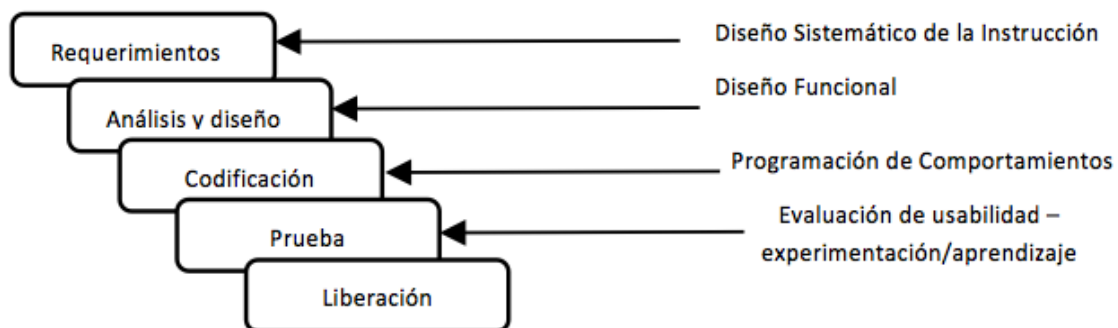 Requerimientos
Diseño Sistemático de la Instrucción
Análisis y diseño
Diseño Funcional
Codificación
Programación de Comportamientos
Prueba
Evaluación de usabilidad –
experimentación/aprendizaje
Liberación